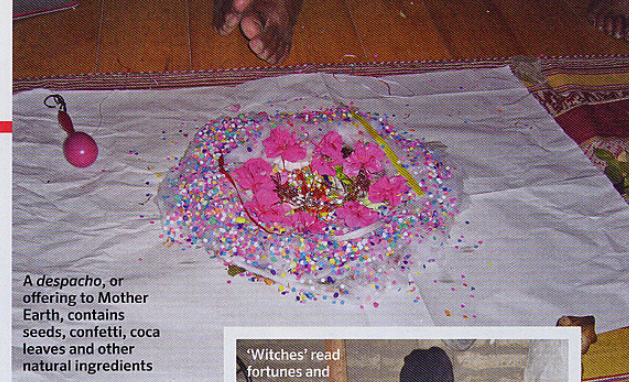 A despacho, or
offering to Mother
Earth, contains
seeds, confetti, coca
leaves and other
natural ingredients
‘Witches’ read
fortunes and